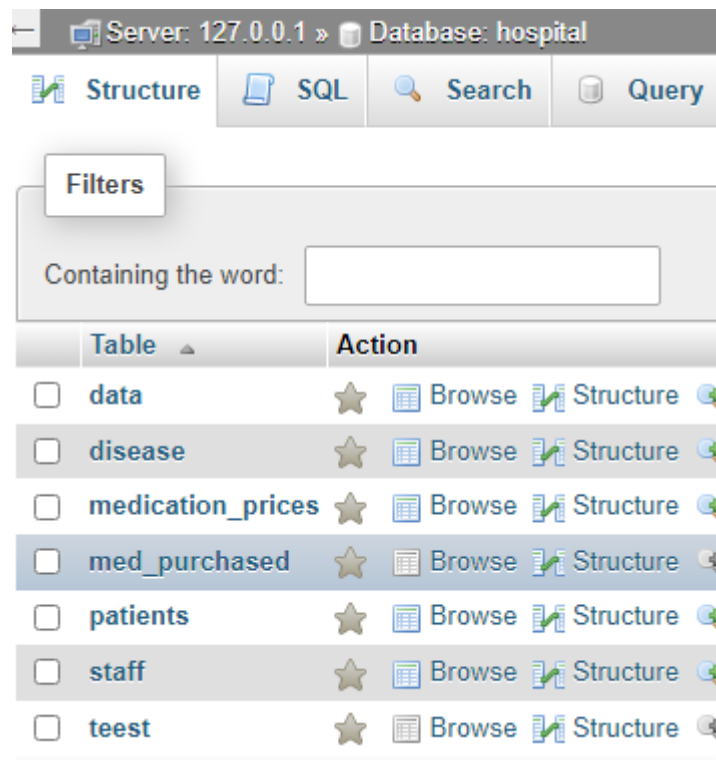 Server: 127.0.0.1 » Database: hospital
Structure SQL Search Query
Filters
Containing the word:
Table Action
data Browse Structure
disease Browse Structure
medication_prices Browse Structure
med_purchased Browse Structure
patients Browse Structure
staff Browse Structure
teest Browse Structure